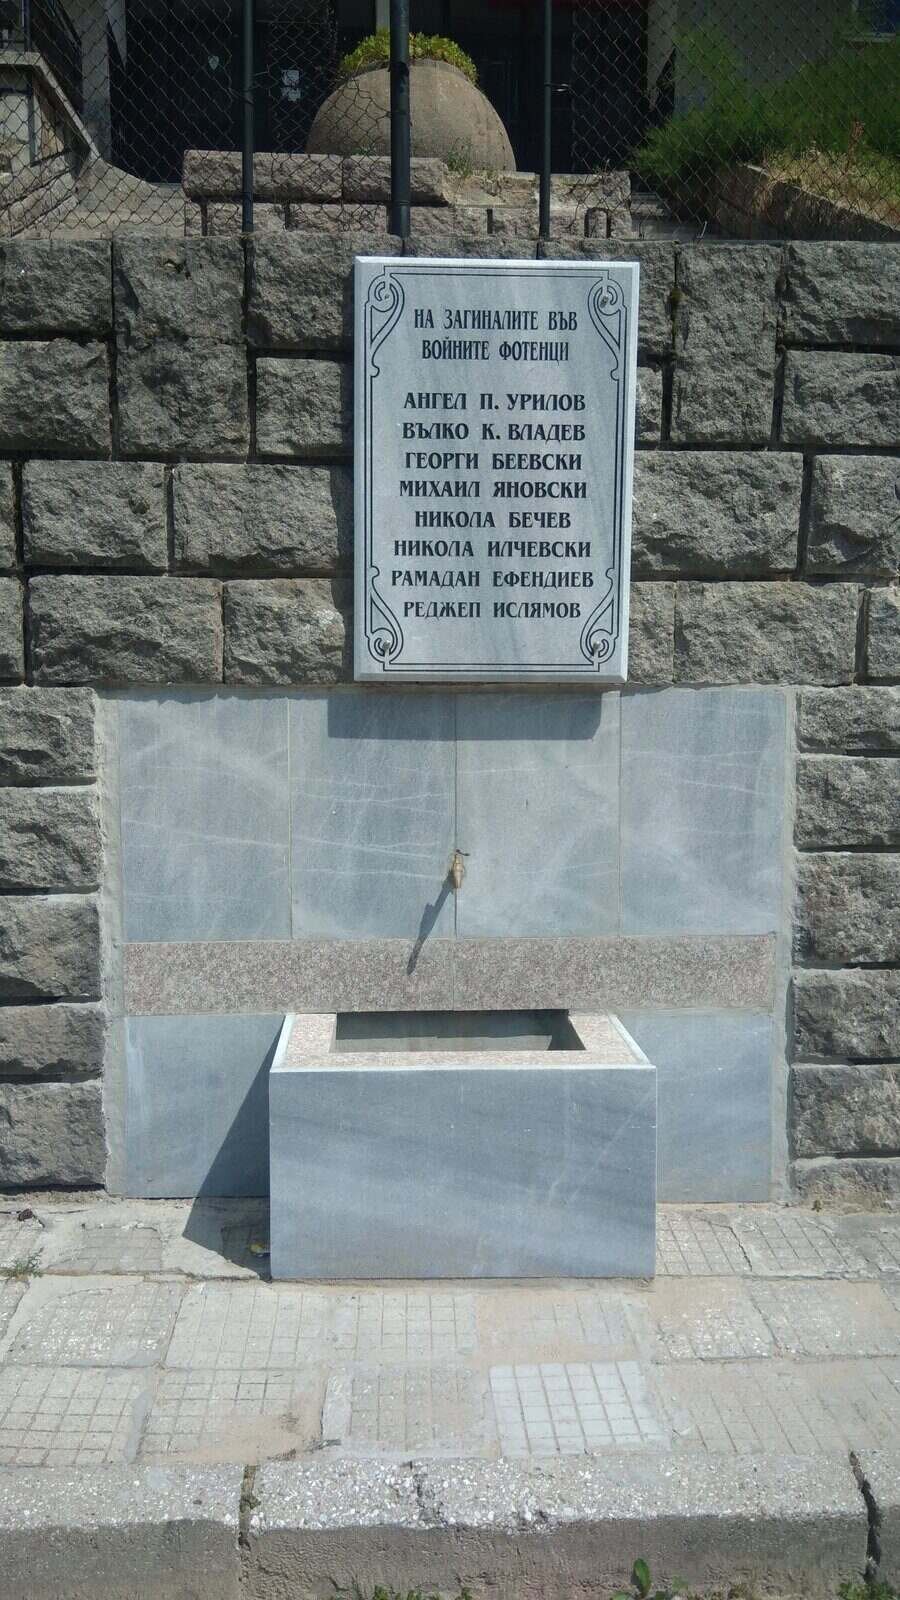 НА ЗАГИНАЛИТЕ ВЪВ
ВОЙНИТЕ ФОТЕНЦИ
АНГЕЛ П. УРИЛОВ
ВЪЛКО К. ВЛАДЕВ
ГЕОРГИ БЕЕВСКИ
МИХАИЛ ЯНОВСКИ
НИКОЛА БЕЧЕВ
НИКОЛА ИЛЧЕВСКИ
РАМАДАН ЕФЕНДИЕВ
РЕДЖЕП ИСЛЯМОВ